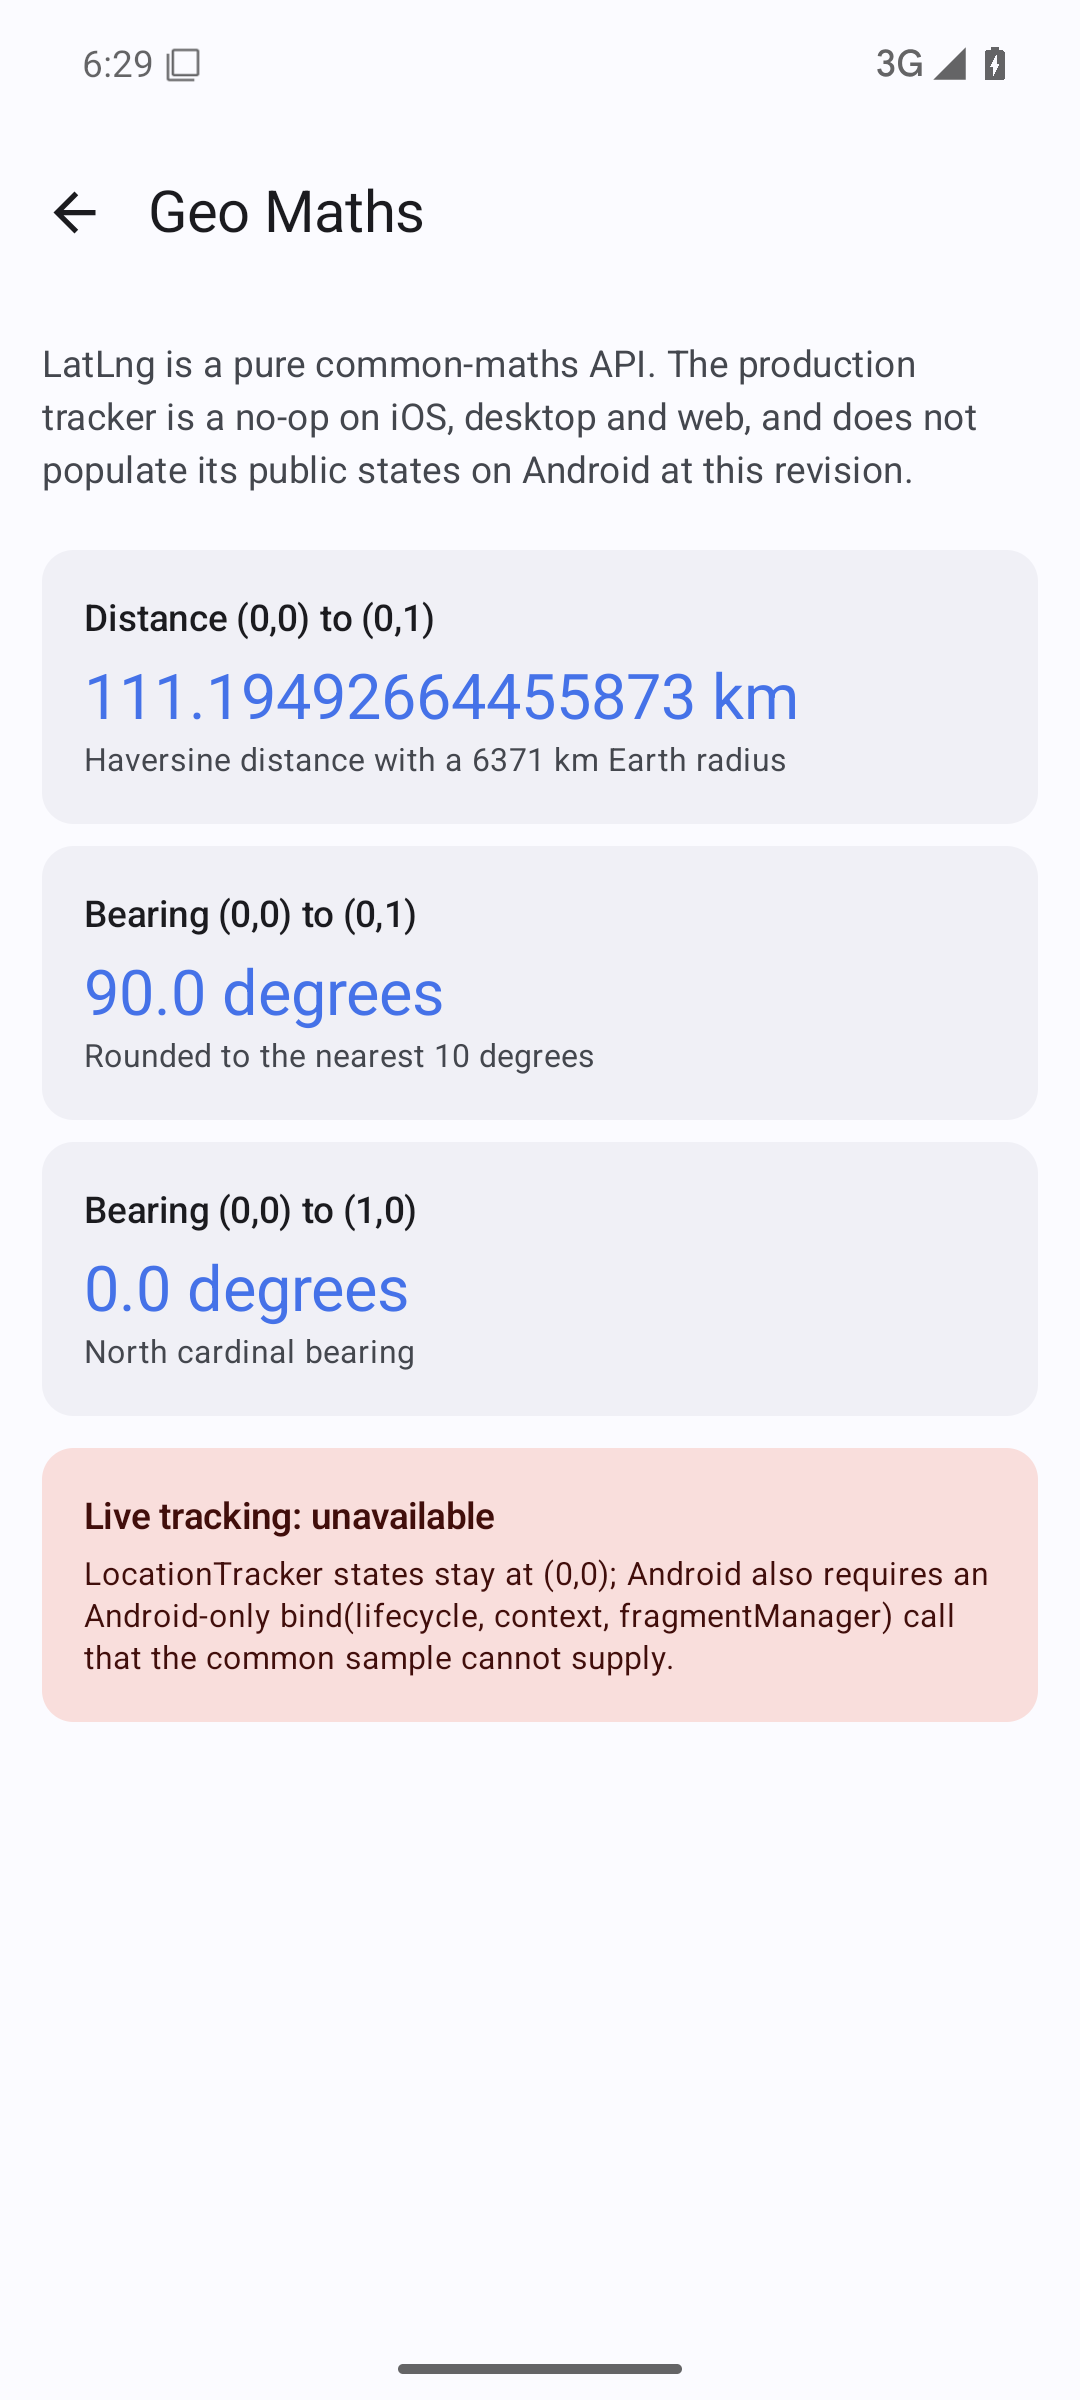 6:29
3G
Geo Maths
LatLng is a pure common-maths API. The production
tracker is a no-op on iOS, desktop and web, and does not
populate its public states on Android at this revision.
Distance (0,0) to (0,1)
111.19492664455873 km
Haversine distance with a 6371 km Earth radius
Bearing (0,0) to (0,1)
90.0 degrees
Rounded to the nearest 10 degrees
Bearing (0,0) to (1,0)
0.0 degrees
North cardinal bearing
Live tracking: unavailable
LocationTracker states stay at (0,0); Android also requires an
Android-only bind(lifecycle, context, fragmentManager) call
that the common sample cannot supply.